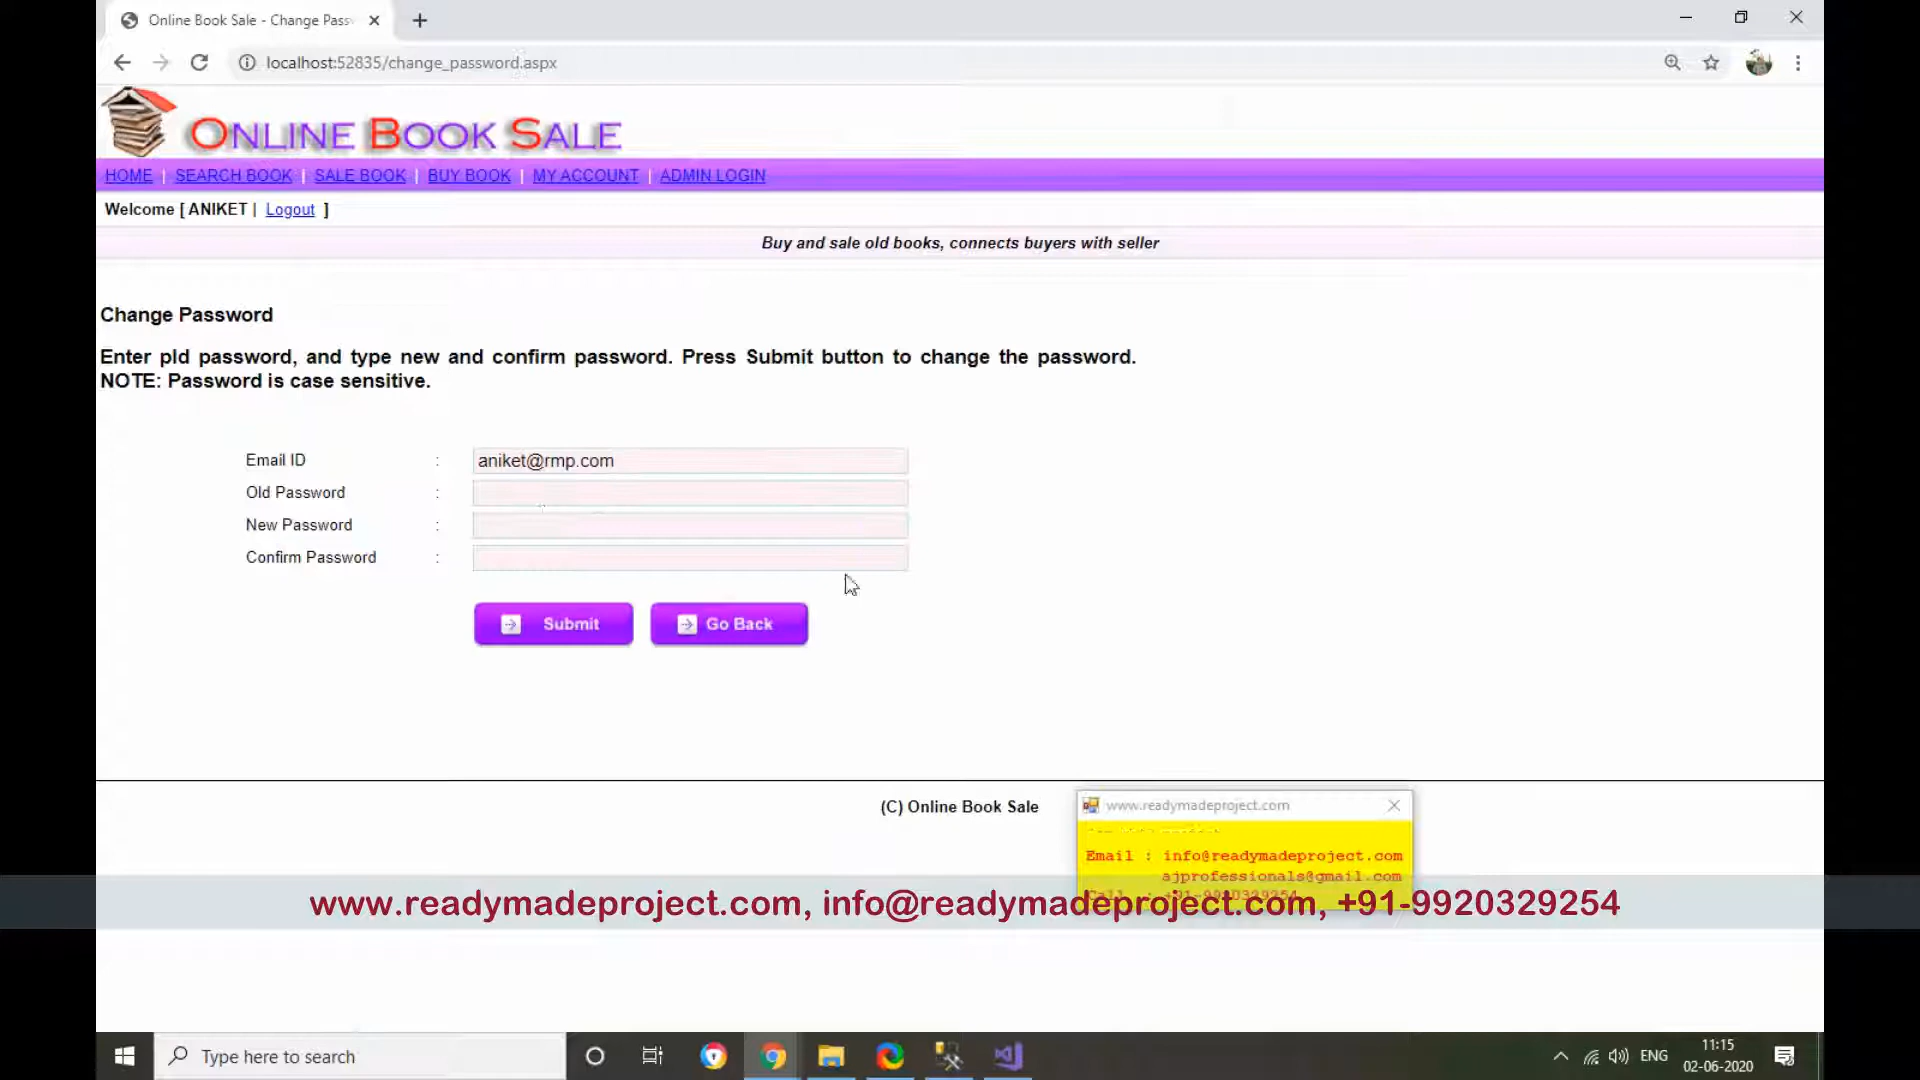 Online Book Sale - Change Pass
localhost:52835/change_password.aspx
ONLINE BOOK SALE
HOME | SEARCH BOOK | SALE BOOK | BUY BOOK | MY ACCOUNT | ADMIN LOGIN
Welcome [ ANIKET | Logout ]
Buy and sale old books, connects buyers with seller
Change Password
Enter pld password, and type new and confirm password. Press Submit button to change the password.
NOTE: Password is case sensitive.
Email ID : aniket@rmp.com
Old Password :
New Password :
Confirm Password :
Submit Go Back
(C) Online Book Sale
www.readymadeproject.com
Email : info@readymadeproject.com
ajprofessionals@gmail.com
Call : +91-9920329254
www.readymadeproject.com, info@readymadeproject.com, +91-9920329254
Type here to search
ENG
11:15
02-06-2020